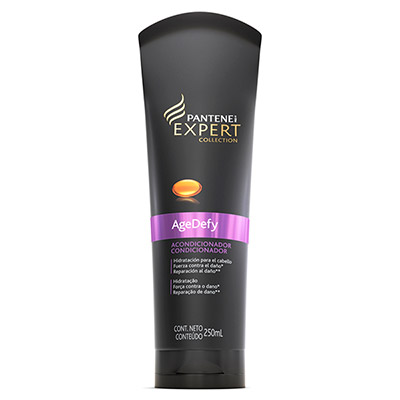 PANTENE
EXPERT
COLLECTION
AgeDefy
ACONDICIONADOR
CONDICIONADOR
Hidratación para el cabello
Fuerza contra el daño*
Reparación al daño**
Hidratação
Força contra o dano*
Reparação de dano**
CONT. NETO
CONTEÚDO 250mL